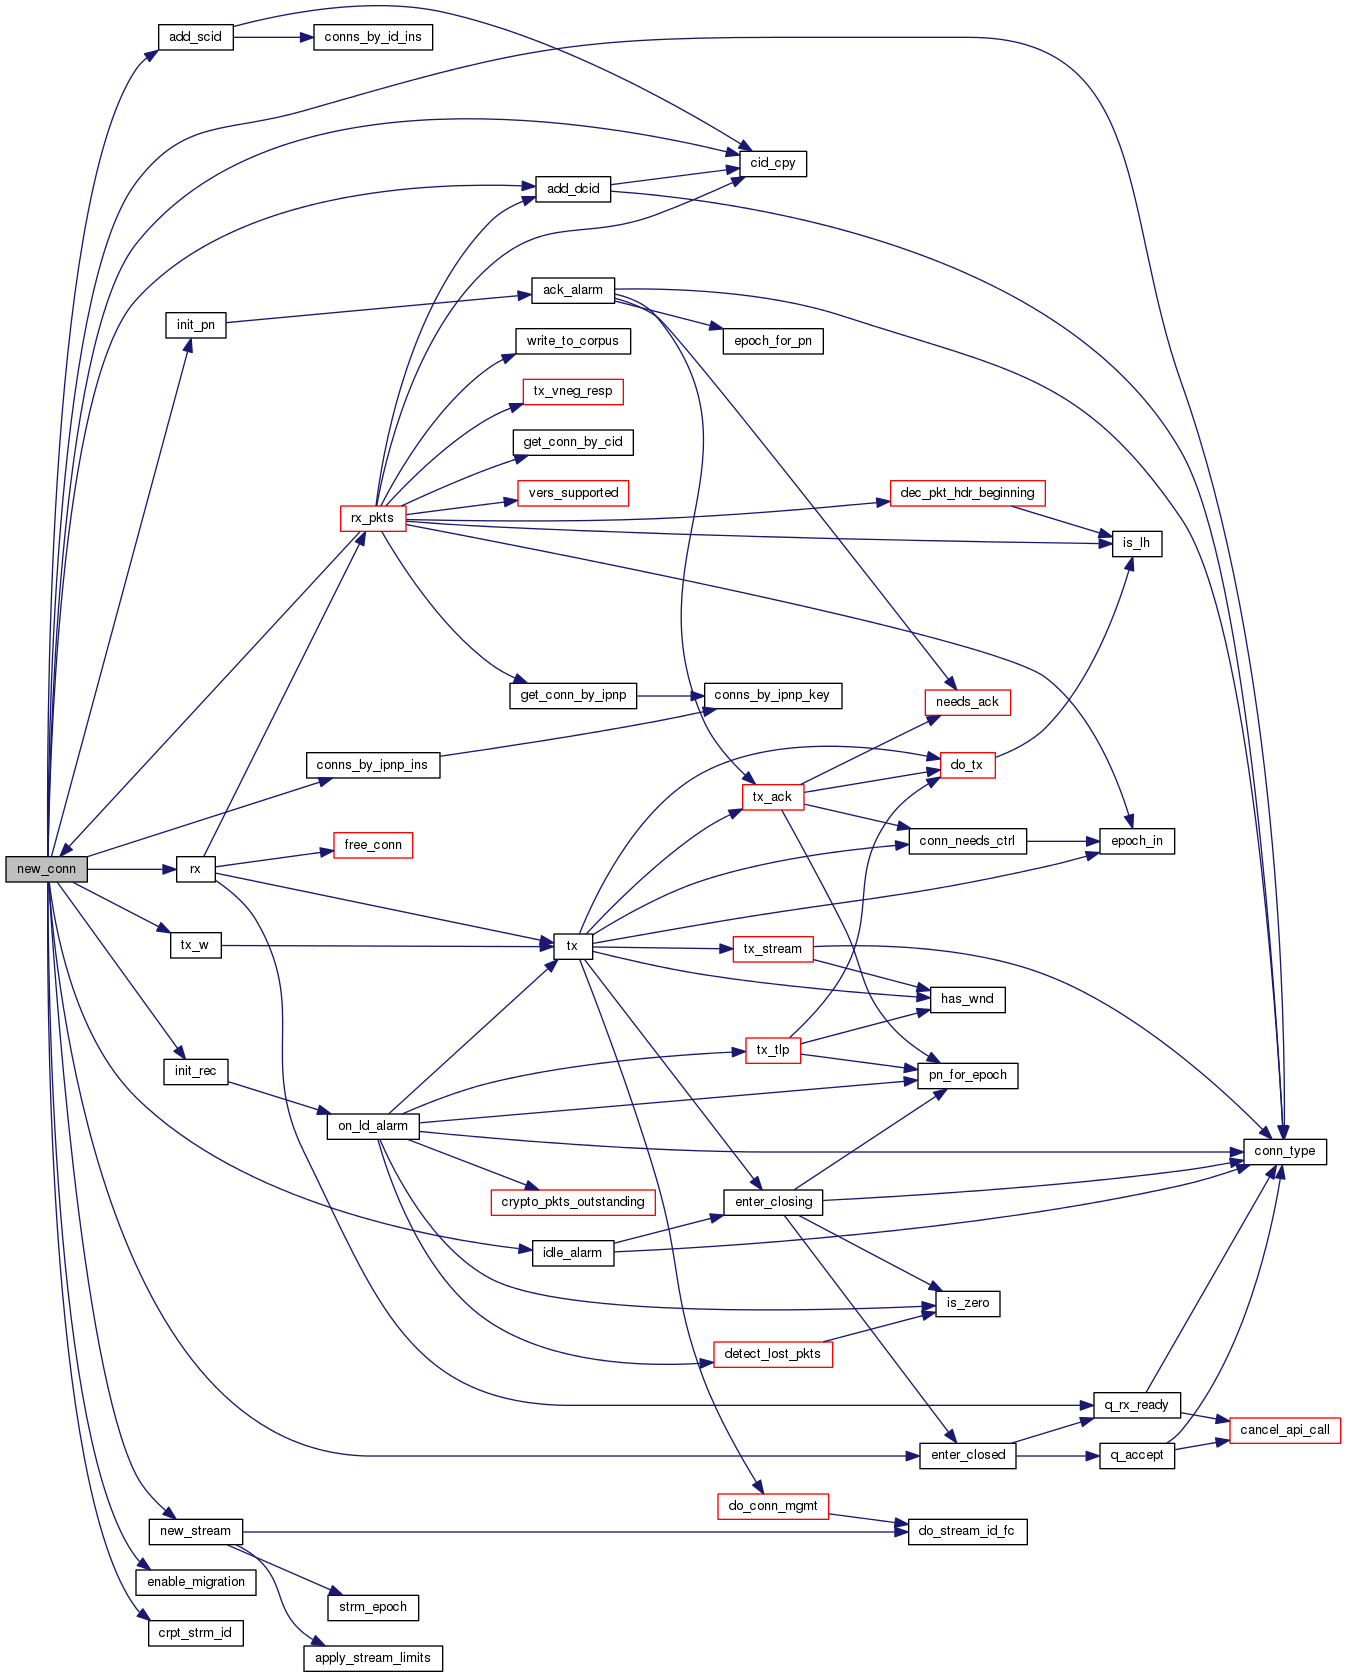 add_scid
conns_by_id_ins
cid_cpy
add_dcid
ack_alarm
init_pn
epoch_for_pn
write_to_corpus
tx_vneg_resp
get_conn_by_cid
vers_supported
dec_pkt_hdr_beginning
rx_pkts
is_lh
get_conn_by_ipnp
conns_by_ipnp_key
needs_ack
conns_by_ipnp_ins
do_tx
tx_ack
free_conn
conn_needs_ctrl
epoch_in
new_conn
rx
tx_w
tx
tx_stream
has_wnd
tx_tlp
init_rec
pn_for_epoch
on_ld_alarm
conn_type
crypto_pkts_outstanding
enter_closing
idle_alarm
is_zero
detect_lost_pkts
q_rx_ready
cancel_api_call
enter_closed
q_accept
do_conn_mgmt
new_stream
do_stream_id_fc
enable_migration
strm_epoch
crpt_strm_id
apply_stream_limits